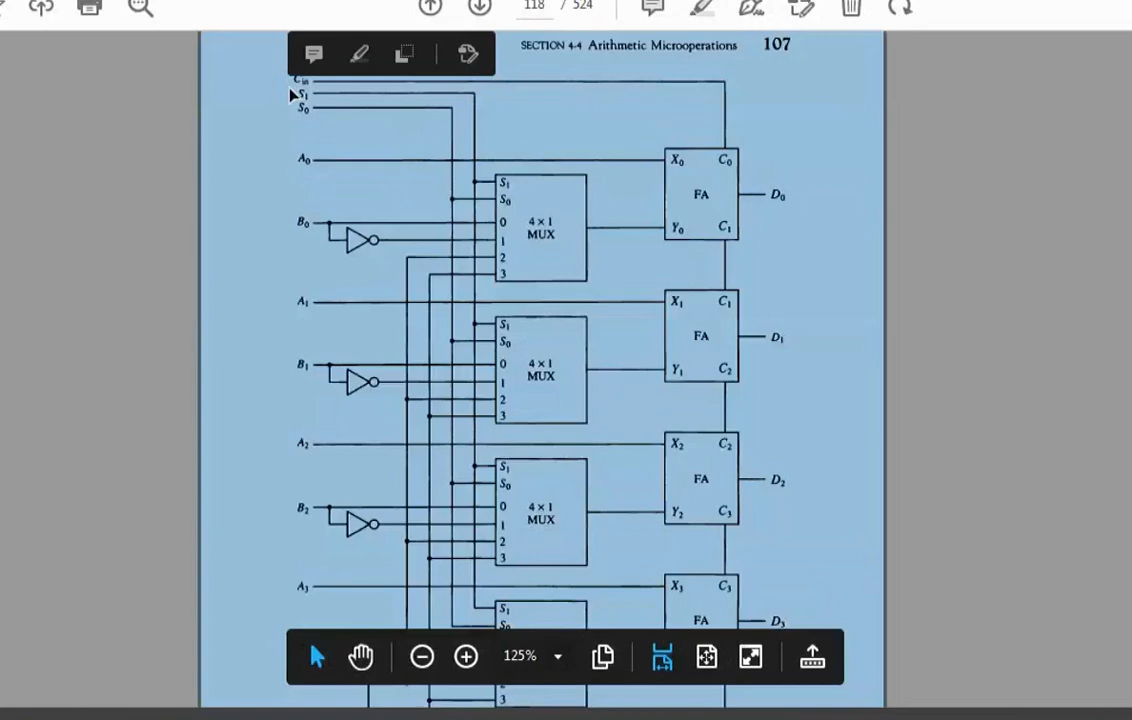 118 / 524
SECTION 4-4 Arithmetic Microoperations 107
Cin
S1
S0
A0
X0 C0
FA
D0
Y0 C1
S1
S0
B0
0
1
2
3
4 × 1
MUX
A1
X1 C1
FA
D1
Y1 C2
S1
S0
B1
0
1
2
3
4 × 1
MUX
A2
X2 C2
FA
D2
Y2 C3
S1
S0
B2
0
1
2
3
4 × 1
MUX
A3
X3 C3
FA
D3
S1
S0
125%
3